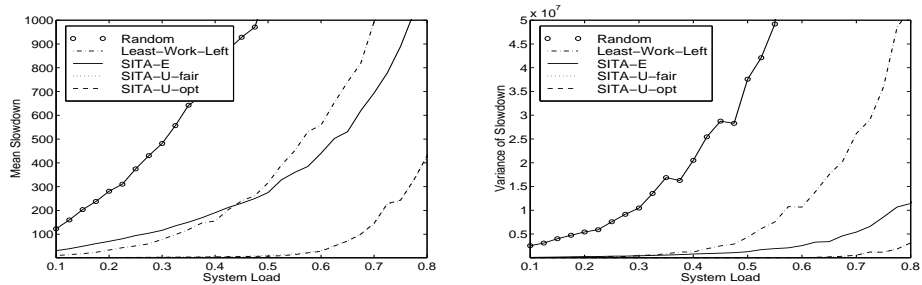 1000
900
800
700
600
500
400
300
200
100
0.1 0.2 0.3 0.4 0.5 0.6 0.7 0.8
System Load
Mean Slowdown
Random
Least−Work−Left
SITA−E
SITA−U−fair
SITA−U−opt
5 x 10^7
4.5
4
3.5
3
2.5
2
1.5
1
0.5
0.1 0.2 0.3 0.4 0.5 0.6 0.7 0.8
System Load
Variance of Slowdown
Random
Least−Work−Left
SITA−E
SITA−U−fair
SITA−U−opt